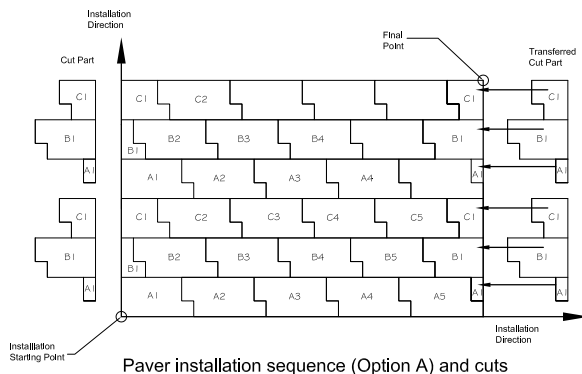 Installation
Direction
Final
Point
Cut Part
Transferred
Cut Part
C1 C1 C2 C1 C1
B1 B1 B2 B3 B4 B1 B1
A1 A1 A2 A3 A4 A1 A1
C1 C1 C2 C3 C4 C5 C1 C1
B1 B1 B2 B3 B4 B5 B1 B1
A1 A1 A2 A3 A4 A5 A1 A1
Installation
Starting Point
Installation
Direction
Paver installation sequence (Option A) and cuts